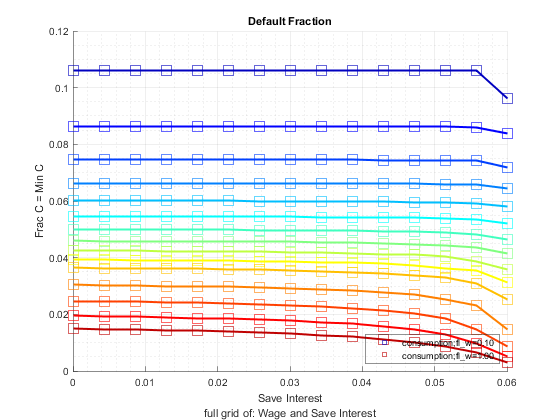 Default Fraction
0.12
0.1
0.08
0.06
0.04
0.02
0
Frac C = Min C
consumption;fl_w=0.10
consumption;fl_w=1.00
0 0.01 0.02 0.03 0.04 0.05 0.06
Save Interest
full grid of: Wage and Save Interest